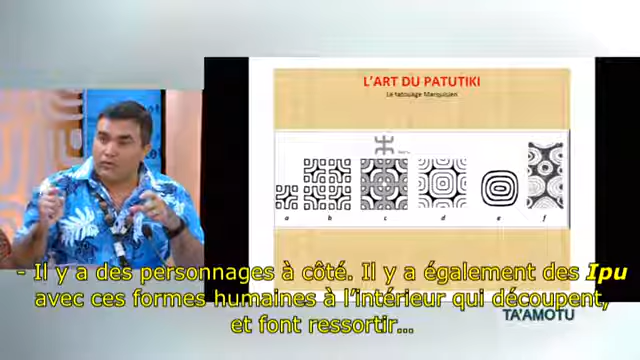 L'ART DU PATUTIKI
Le tatouage Marquisien
a b c d e f
- Il y a des personnages à côté. Il y a également des Ipu
avec ces formes humaines à l'intérieur qui découpent,
et font ressortir...
TA'AMOTU